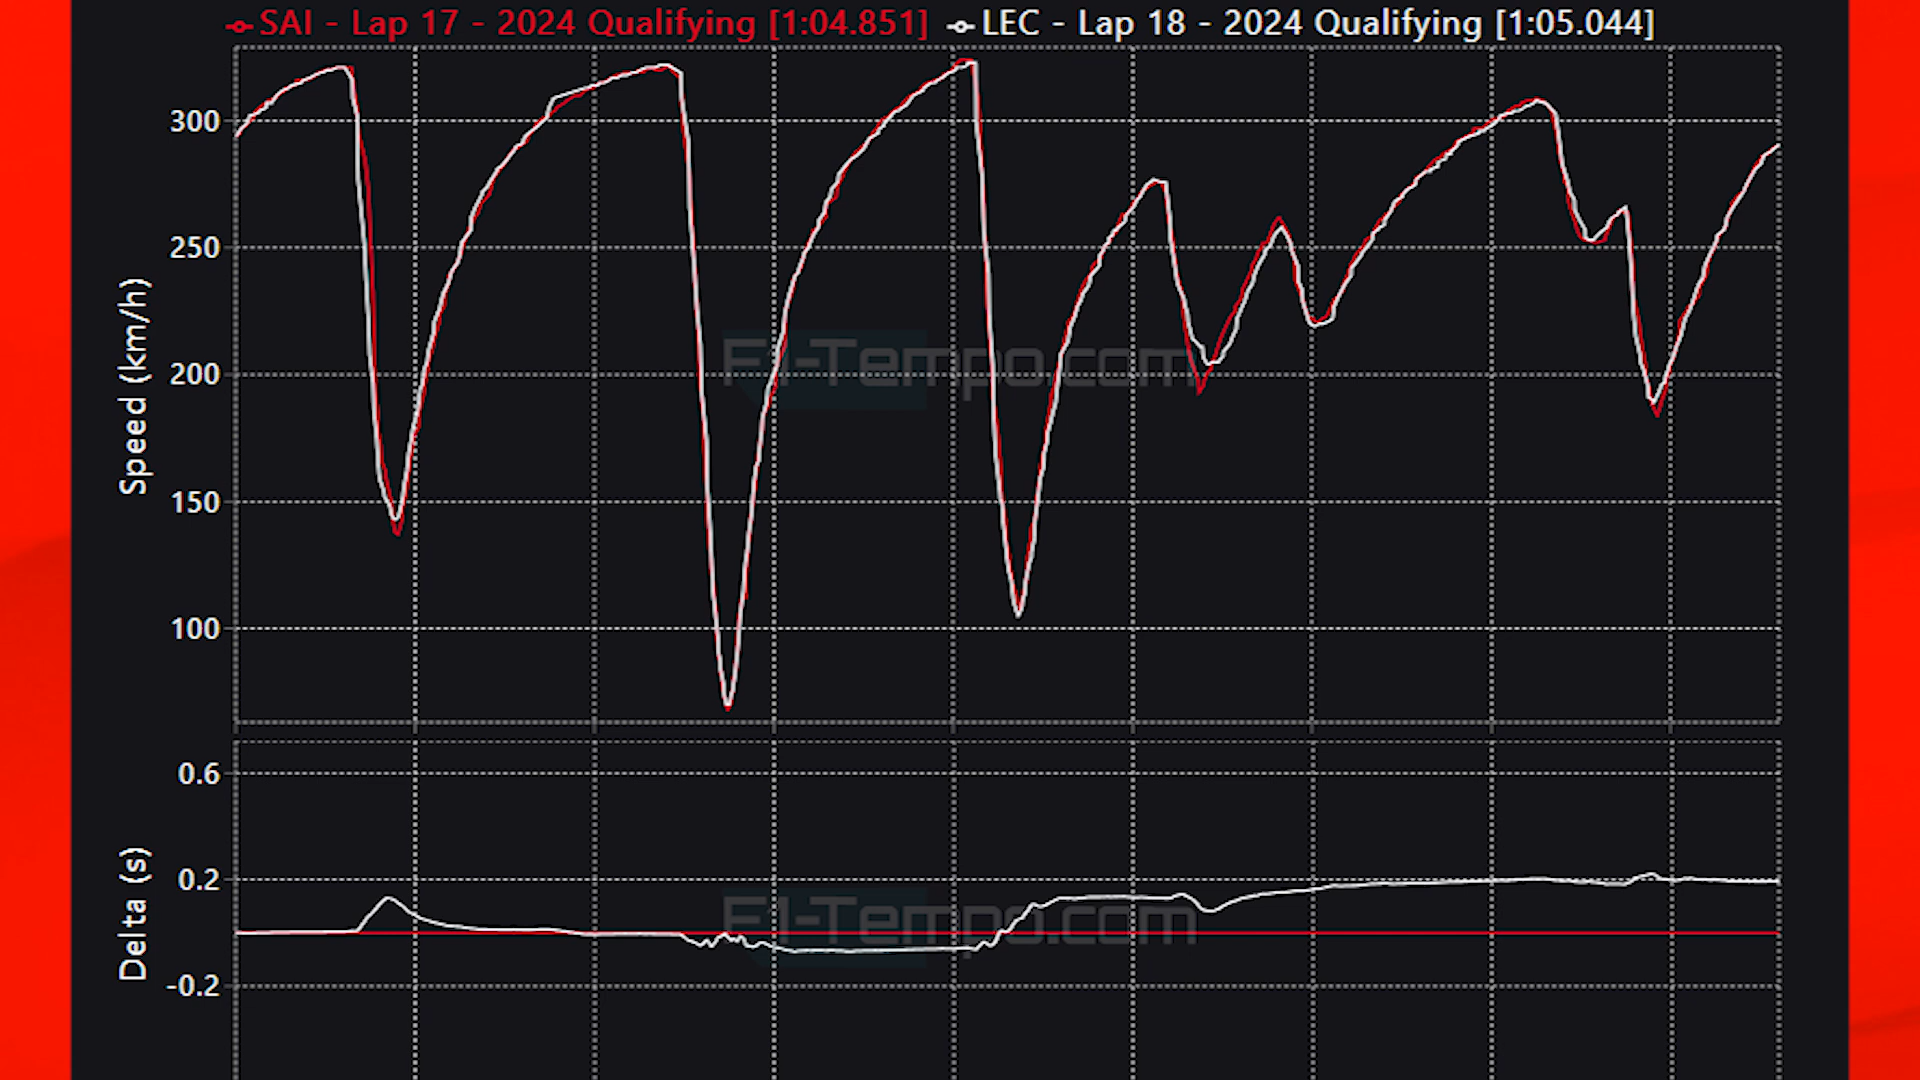 SAI - Lap 17 - 2024 Qualifying [1:04.851] LEC - Lap 18 - 2024 Qualifying [1:05.044]
300
250
200
150
100
Speed (km/h)
F1-Tempo.com
0.6
0.2
-0.2
Delta (s)
F1-Tempo.com